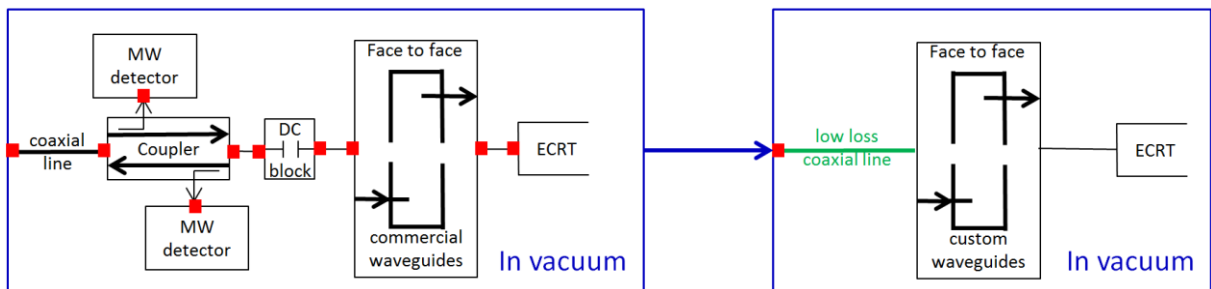 MW
detector
coaxial
line
Coupler
MW
detector
DC
block
Face to face
commercial
waveguides
ECRT
In vacuum
low loss
coaxial line
Face to face
custom
waveguides
ECRT
In vacuum